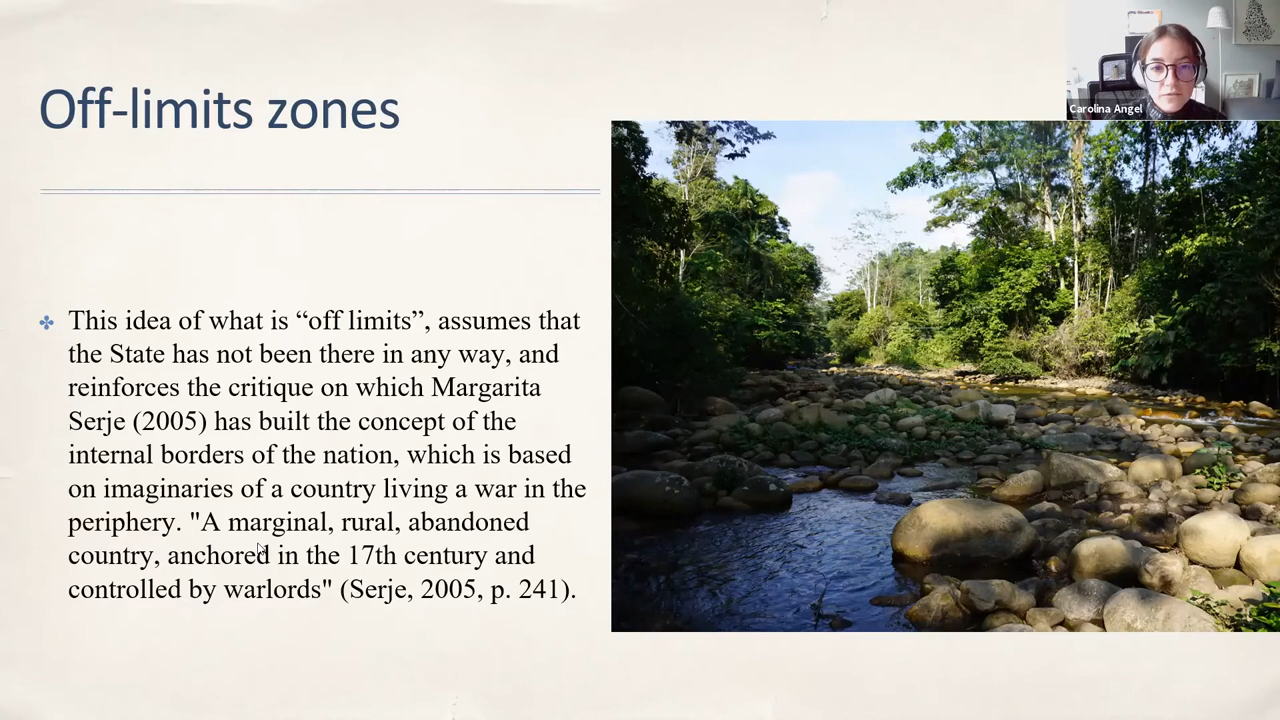 Off-limits zones
Carolina Angel
This idea of what is “off limits”, assumes that
the State has not been there in any way, and
reinforces the critique on which Margarita
Serje (2005) has built the concept of the
internal borders of the nation, which is based
on imaginaries of a country living a war in the
periphery. "A marginal, rural, abandoned
country, anchored in the 17th century and
controlled by warlords" (Serje, 2005, p. 241).